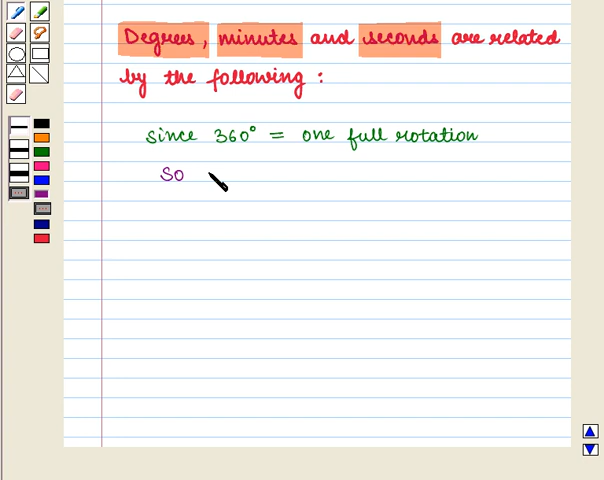 Degrees, minutes and seconds are related
by the following :
since 360° = one full rotation
so